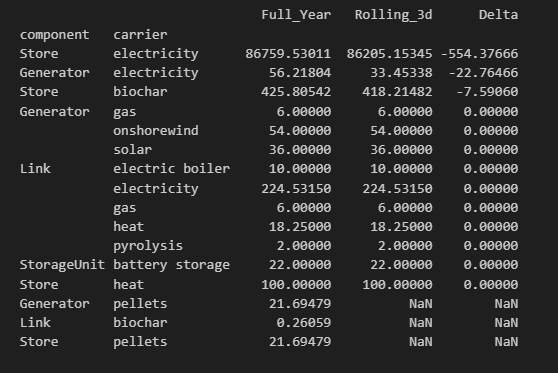 Full_Year Rolling_3d Delta
component carrier
Store electricity 86759.53011 86205.15345 -554.37666
Generator electricity 56.21804 33.45338 -22.76466
Store biochar 425.80542 418.21482 -7.59060
Generator gas 6.00000 6.00000 0.00000
onshorewind 54.00000 54.00000 0.00000
solar 36.00000 36.00000 0.00000
Link electric boiler 10.00000 10.00000 0.00000
electricity 224.53150 224.53150 0.00000
gas 6.00000 6.00000 0.00000
heat 18.25000 18.25000 0.00000
pyrolysis 2.00000 2.00000 0.00000
StorageUnit battery storage 22.00000 22.00000 0.00000
Store heat 100.00000 100.00000 0.00000
Generator pellets 21.69479 NaN NaN
Link biochar 0.26059 NaN NaN
Store pellets 21.69479 NaN NaN